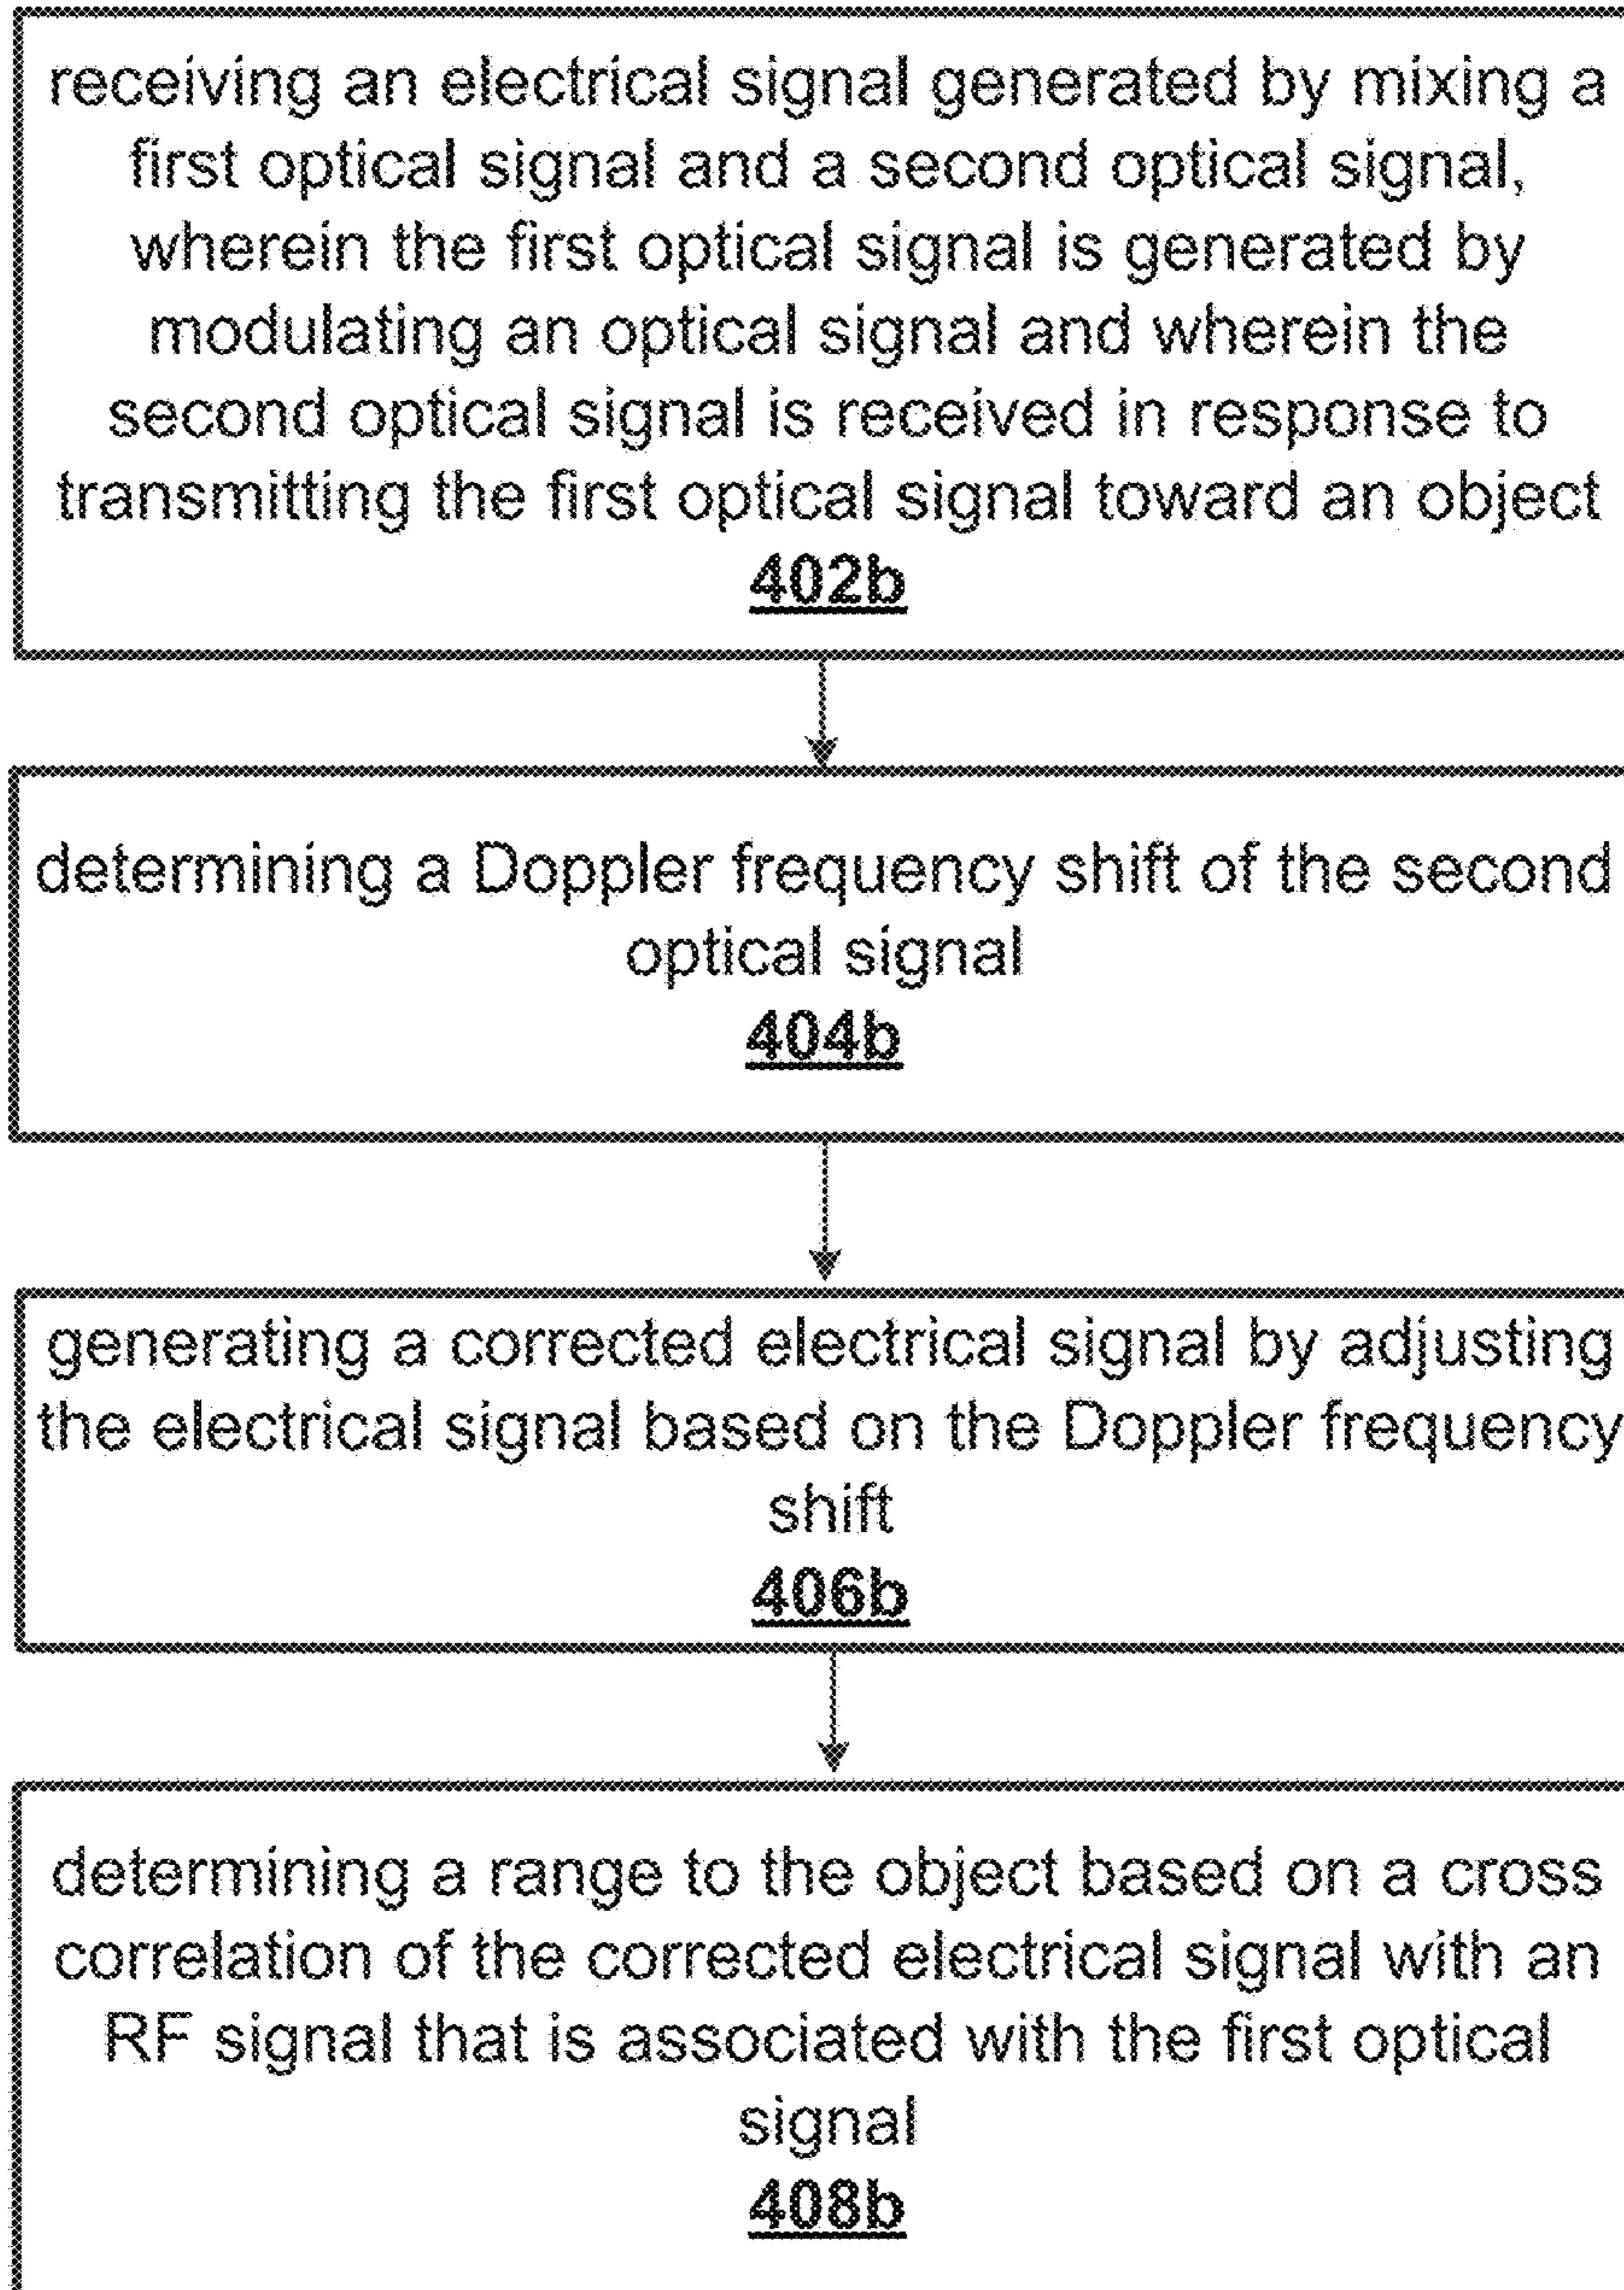 receiving an electrical signal generated by mixing a
first optical signal and a second optical signal,
wherein the first optical signal is generated by
modulating an optical signal and wherein the
second optical signal is received in response to
transmitting the first optical signal toward an object
402b
determining a Doppler frequency shift of the second
optical signal
404b
generating a corrected electrical signal by adjusting
the electrical signal based on the Doppler frequency
shift
406b
determining a range to the object based on a cross
correlation of the corrected electrical signal with an
RF signal that is associated with the first optical
signal
408b